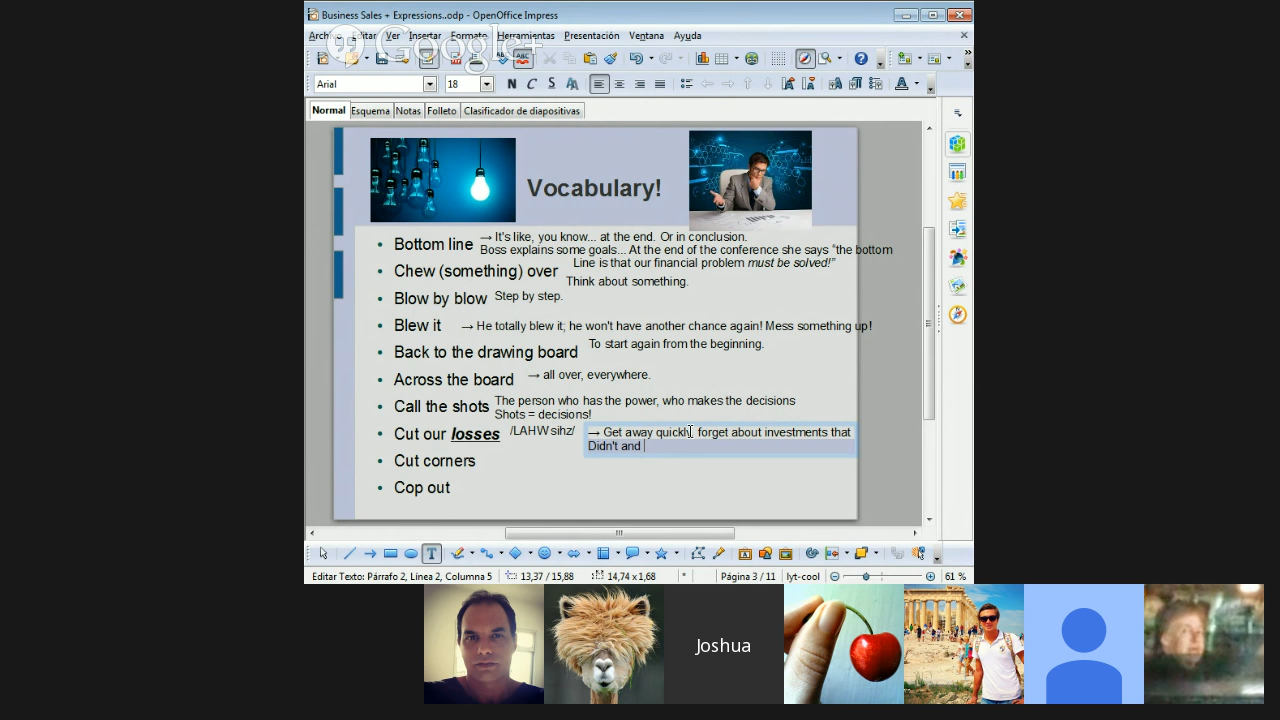 Business Sales + Expressions..odp - OpenOffice Impress
Archivo Editar Ver Insertar Formato Herramientas Presentación Ventana Ayuda
Google+
Arial 18 N C S
Normal Esquema Notas Folleto Clasificador de diapositivas
Vocabulary!
• Bottom line → It's like, you know... at the end. Or in conclusion.
Boss explains some goals... At the end of the conference she says “the bottom
Line is that our financial problem must be solved!”
• Chew (something) over Think about something.
• Blow by blow Step by step.
• Blew it → He totally blew it; he won't have another chance again! Mess something up!
• Back to the drawing board To start again from the beginning.
• Across the board → all over, everywhere.
• Call the shots The person who has the power, who makes the decisions
Shots = decisions!
• Cut our losses /LAHW sihz/ → Get away quickly, forget about investments that
Didn't and
• Cut corners
• Cop out
Editar Texto: Párrafo 2, Línea 2, Columna 5 13,37 / 15,88 14,74 x 1,68 * Página 3 / 11 lyt-cool 61 %
Joshua